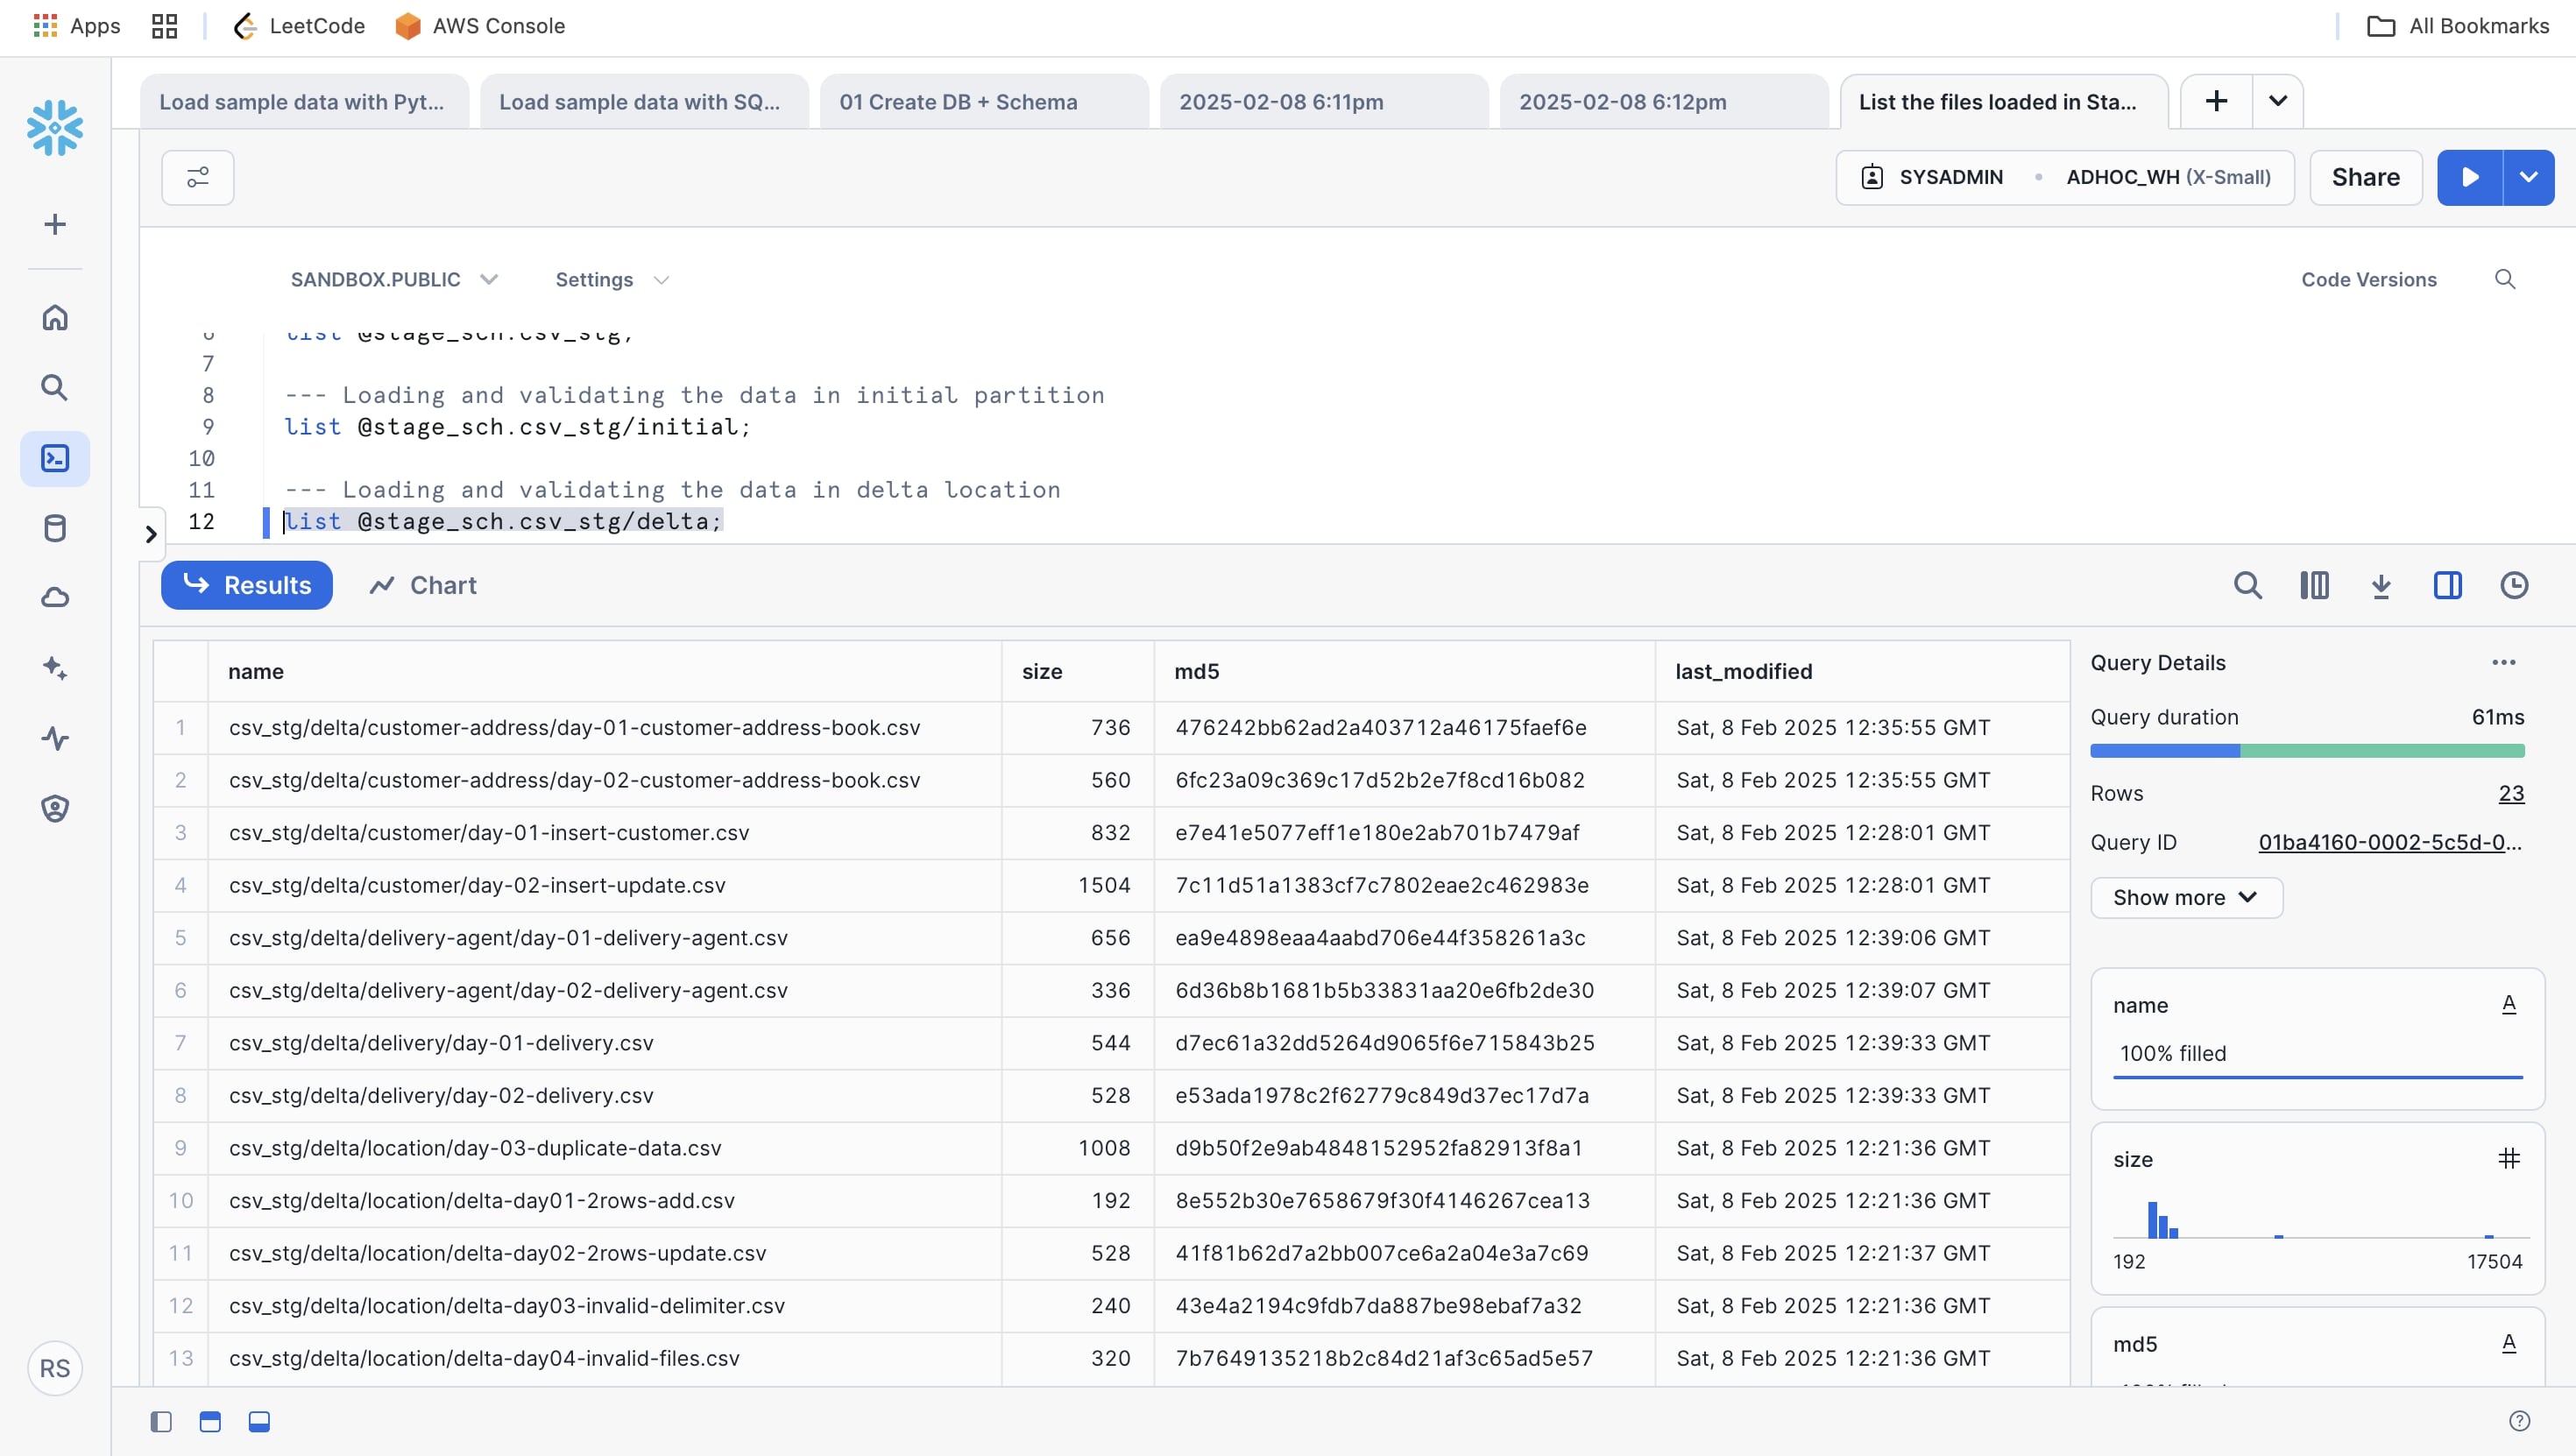 Apps LeetCode AWS Console All Bookmarks
Load sample data with Pyt... Load sample data with SQ... 01 Create DB + Schema 2025-02-08 6:11pm 2025-02-08 6:12pm List the files loaded in Sta...
SYSADMIN • ADHOC_WH (X-Small) Share
SANDBOX.PUBLIC Settings Code Versions
6 list @stage_sch.csv_stg;
7
8 --- Loading and validating the data in initial partition
9 list @stage_sch.csv_stg/initial;
10
11 --- Loading and validating the data in delta location
12 list @stage_sch.csv_stg/delta;
Results Chart
name size md5 last_modified
1 csv_stg/delta/customer-address/day-01-customer-address-book.csv 736 476242bb62ad2a403712a46175faef6e Sat, 8 Feb 2025 12:35:55 GMT
2 csv_stg/delta/customer-address/day-02-customer-address-book.csv 560 6fc23a09c369c17d52b2e7f8cd16b082 Sat, 8 Feb 2025 12:35:55 GMT
3 csv_stg/delta/customer/day-01-insert-customer.csv 832 e7e41e5077eff1e180e2ab701b7479af Sat, 8 Feb 2025 12:28:01 GMT
4 csv_stg/delta/customer/day-02-insert-update.csv 1504 7c11d51a1383cf7c7802eae2c462983e Sat, 8 Feb 2025 12:28:01 GMT
5 csv_stg/delta/delivery-agent/day-01-delivery-agent.csv 656 ea9e4898eaa4aabd706e44f358261a3c Sat, 8 Feb 2025 12:39:06 GMT
6 csv_stg/delta/delivery-agent/day-02-delivery-agent.csv 336 6d36b8b1681b5b33831aa20e6fb2de30 Sat, 8 Feb 2025 12:39:07 GMT
7 csv_stg/delta/delivery/day-01-delivery.csv 544 d7ec61a32dd5264d9065f6e715843b25 Sat, 8 Feb 2025 12:39:33 GMT
8 csv_stg/delta/delivery/day-02-delivery.csv 528 e53ada1978c2f62779c849d37ec17d7a Sat, 8 Feb 2025 12:39:33 GMT
9 csv_stg/delta/location/day-03-duplicate-data.csv 1008 d9b50f2e9ab4848152952fa82913f8a1 Sat, 8 Feb 2025 12:21:36 GMT
10 csv_stg/delta/location/delta-day01-2rows-add.csv 192 8e552b30e7658679f30f4146267cea13 Sat, 8 Feb 2025 12:21:36 GMT
11 csv_stg/delta/location/delta-day02-2rows-update.csv 528 41f81b62d7a2bb007ce6a2a04e3a7c69 Sat, 8 Feb 2025 12:21:37 GMT
12 csv_stg/delta/location/delta-day03-invalid-delimiter.csv 240 43e4a2194c9fdb7da887be98ebaf7a32 Sat, 8 Feb 2025 12:21:36 GMT
13 csv_stg/delta/location/delta-day04-invalid-files.csv 320 7b7649135218b2c84d21af3c65ad5e57 Sat, 8 Feb 2025 12:21:36 GMT
Query Details
Query duration 61ms
Rows 23
Query ID 01ba4160-0002-5c5d-0...
Show more
name A
100% filled
size #
192 17504
md5 A
RS